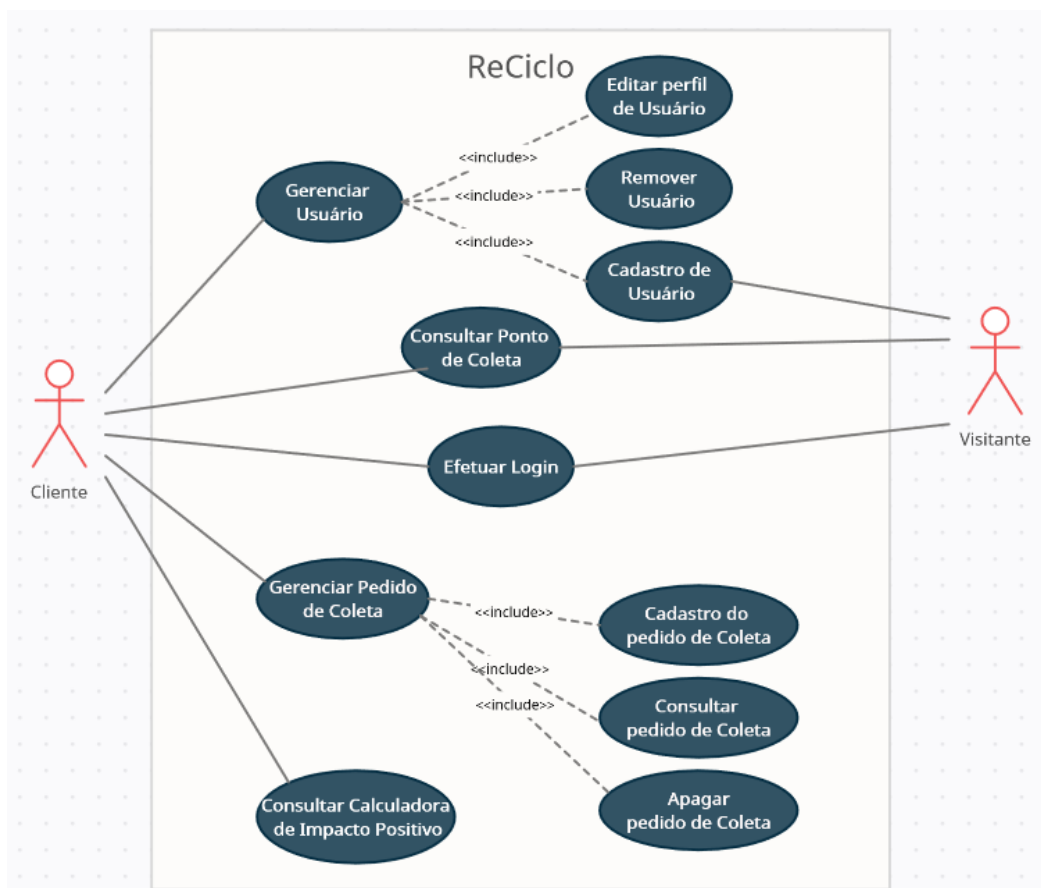 ReCiclo
Editar perfil
de Usuário
<<include>>
Gerenciar
Usuário
<<include>>
Remover
Usuário
<<include>>
Cadastro de
Usuário
Consultar Ponto
de Coleta
Visitante
Efetuar Login
Cliente
Gerenciar Pedido
de Coleta
<<include>>
Cadastro do
pedido de Coleta
<<include>>
Consultar
pedido de Coleta
<<include>>
Apagar
pedido de Coleta
Consultar Calculadora
de Impacto Positivo